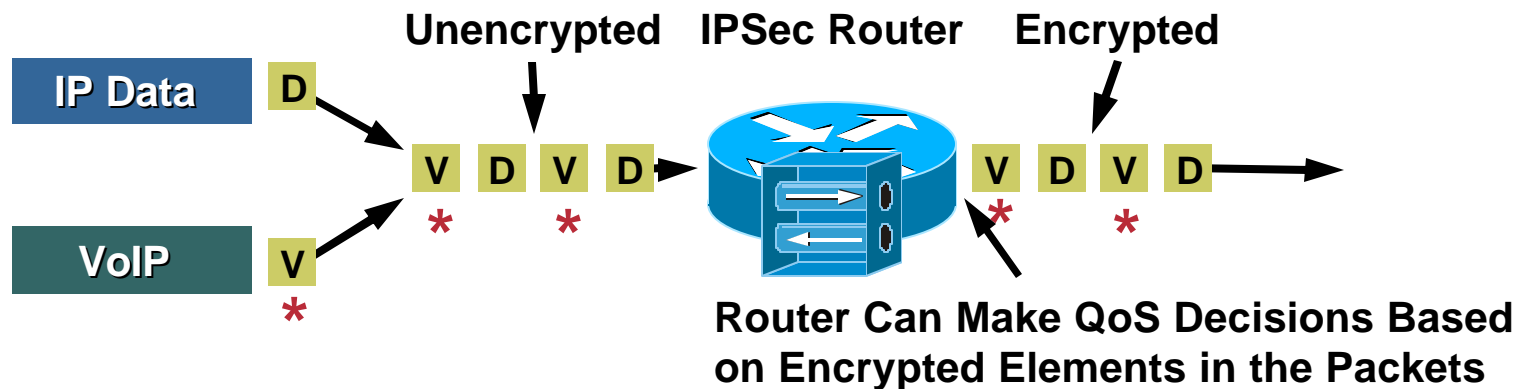 Unencrypted IPSec Router Encrypted
IP Data D
V D V D V D V D
* * * *
VoIP V
*
Router Can Make QoS Decisions Based
on Encrypted Elements in the Packets